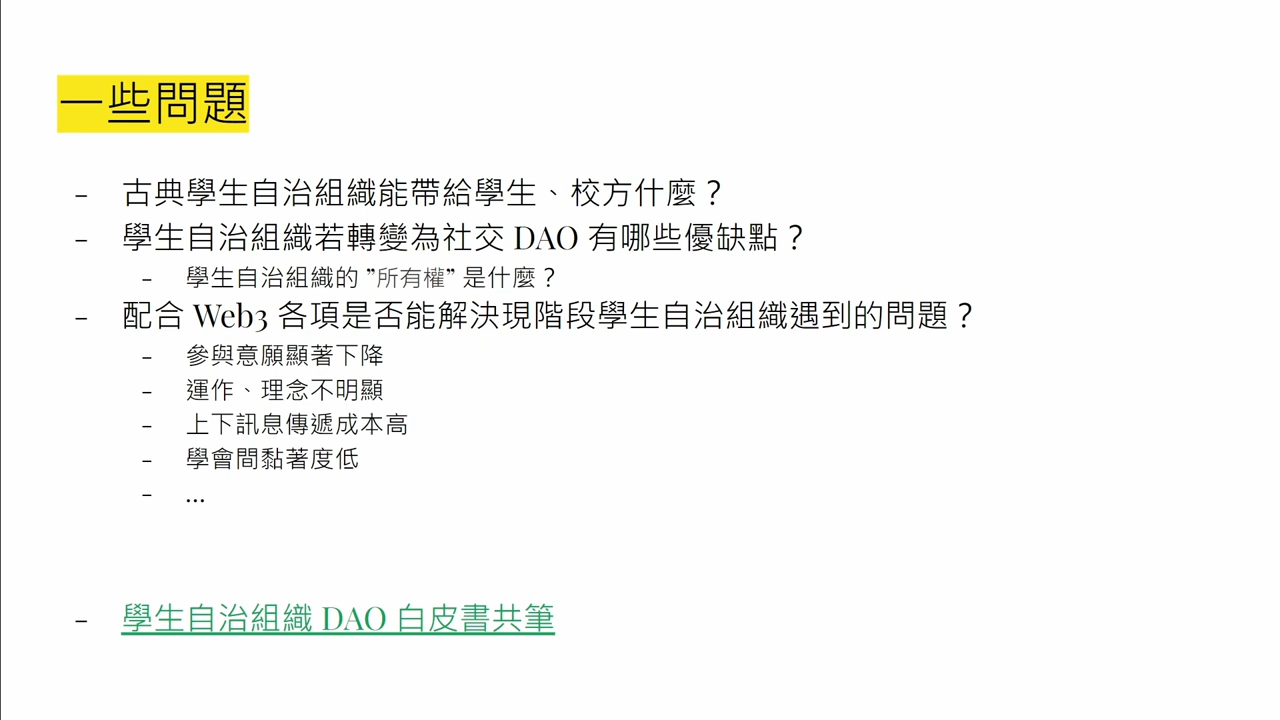 一些問題
- 古典學生自治組織能帶給學生、校方什麼？
- 學生自治組織若轉變為社交 DAO 有哪些優缺點？
- 學生自治組織的 ”所有權” 是什麼？
- 配合 Web3 各項是否能解決現階段學生自治組織遇到的問題？
- 參與意願顯著下降
- 運作、理念不明顯
- 上下訊息傳遞成本高
- 學會間黏著度低
- ...
- 學生自治組織 DAO 白皮書共筆